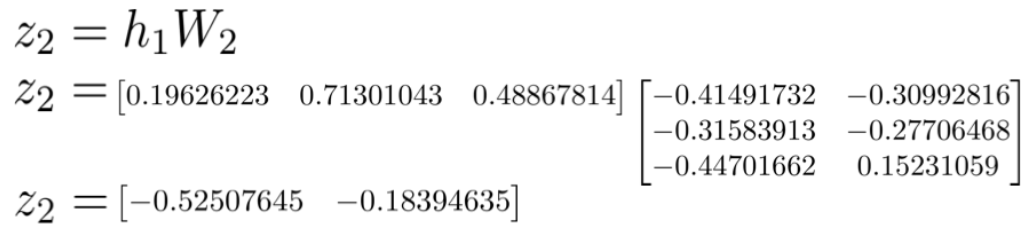 z₂ = h₁W₂
z₂ = [0.19626223 0.71301043 0.48867814] [−0.41491732 −0.30992816
−0.31583913 −0.27706468
−0.44701662 0.15231059]
z₂ = [−0.52507645 −0.18394635]